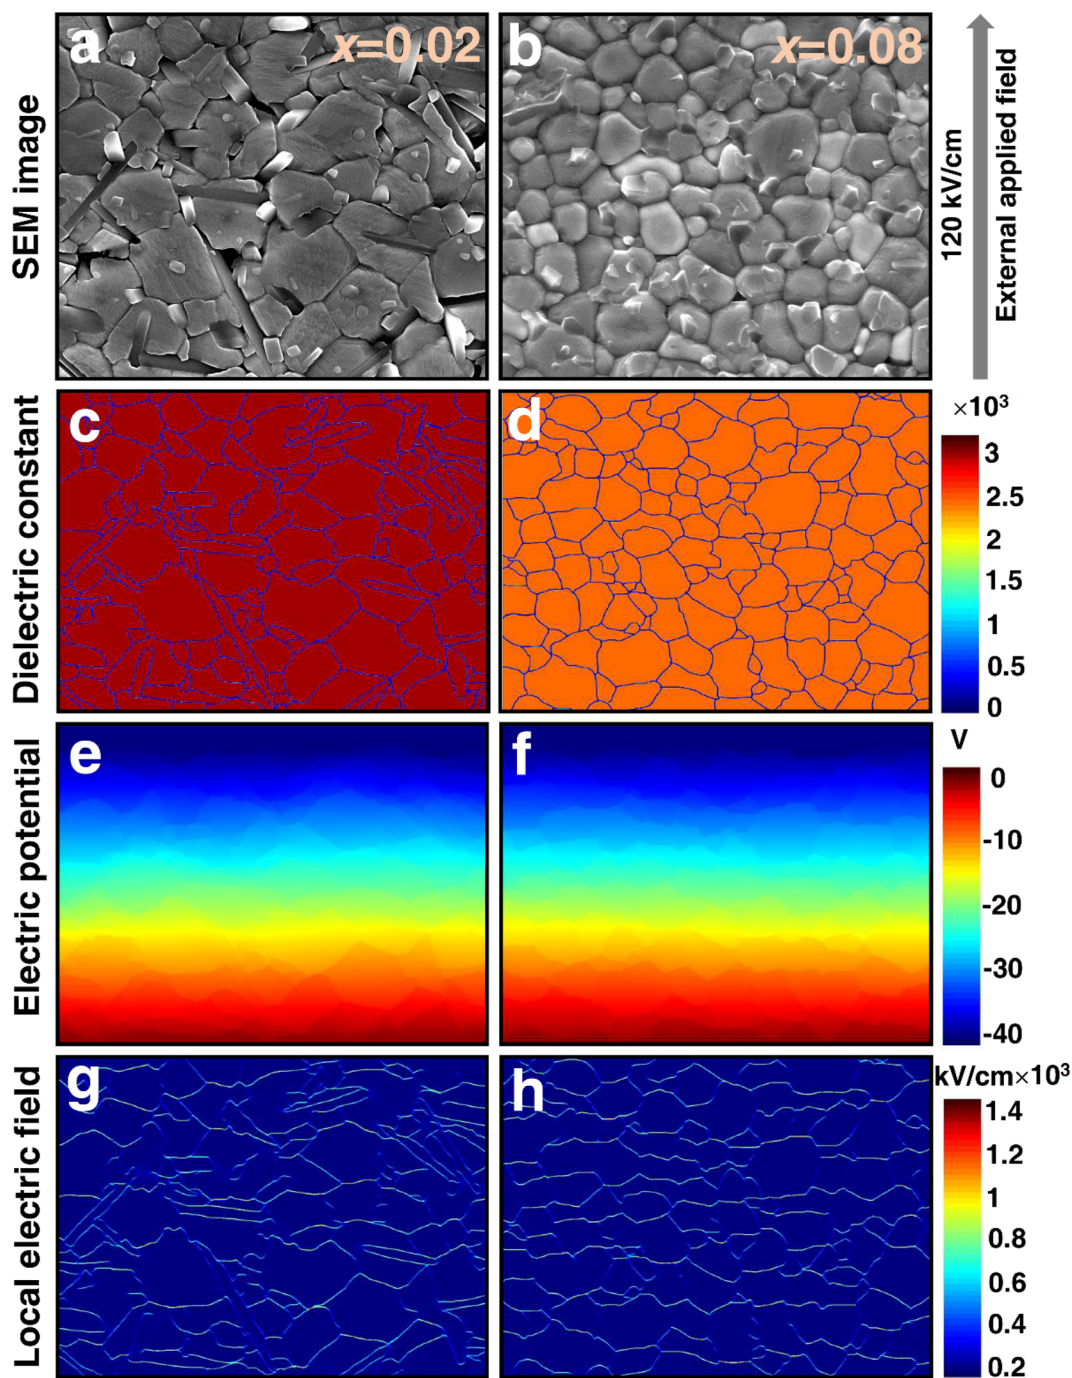 SEM image
a
x=0.02
b
x=0.08
120 kV/cm
External applied field
Dielectric constant
c
d
×10³
3
2.5
2
1.5
1
0.5
0
Electric potential
e
f
V
0
-10
-20
-30
-40
Local electric field
g
h
kV/cm×10³
1.4
1.2
1
0.8
0.6
0.4
0.2